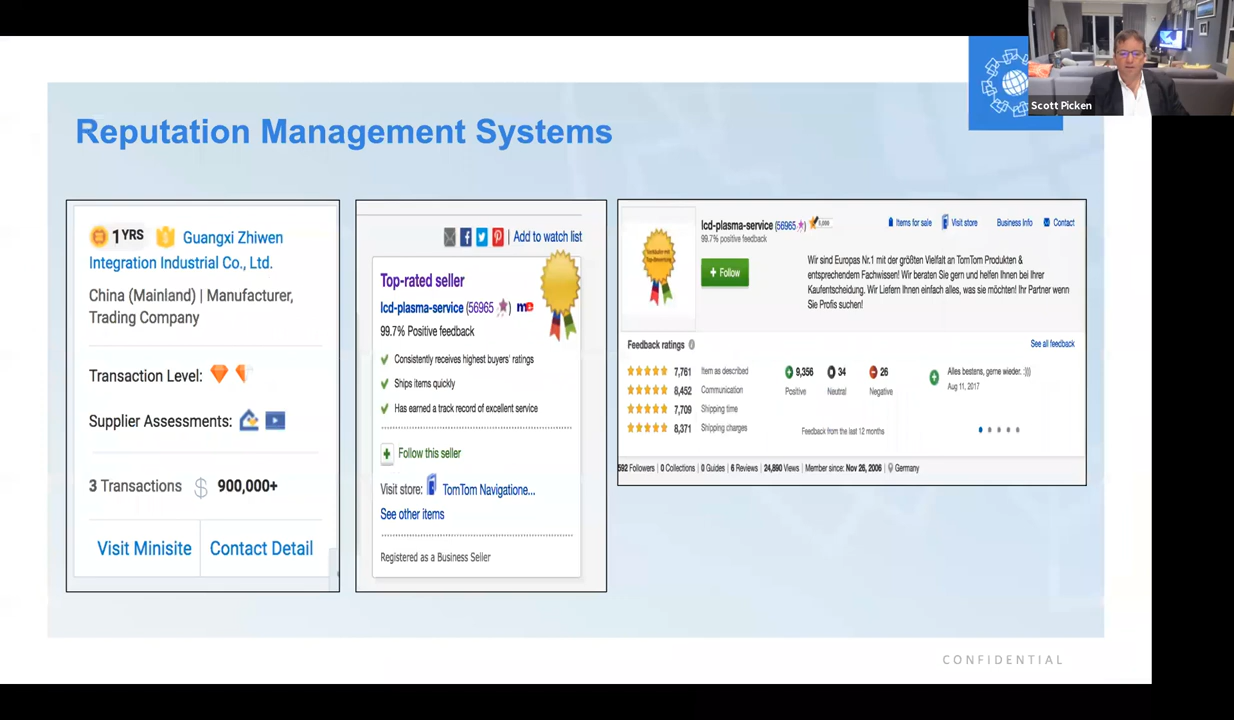 Scott Picken
Reputation Management Systems
1 YRS Guangxi Zhiwen
Integration Industrial Co., Ltd.
China (Mainland) | Manufacturer,
Trading Company
Transaction Level:
Supplier Assessments:
3 Transactions $ 900,000+
Visit Minisite Contact Detail
Add to watch list
Top-rated seller
lcd-plasma-service (56965 ) me
99.7% Positive feedback
Consistently receives highest buyers' ratings
Ships items quickly
Has earned a track record of excellent service
Follow this seller
Visit store: TomTom Navigatione...
See other items
Registered as a Business Seller
lcd-plasma-service (56965 )
99.7% positive feedback
+ Follow
Items for sale Visit store Business Info Contact
Wir sind Europas Nr.1 mit der größten Vielfalt an TomTom Produkten &
entsprechendem Fachwissen! Wir beraten Sie gern und helfen Ihnen bei Ihrer
Kaufentscheidung. Wir Liefern Ihnen einfach alles, was sie möchten! Ihr Partner wenn
Sie Profis suchen!
Feedback ratings
See all feedback
7,761 Item as described
8,452 Communication
7,709 Shipping time
8,371 Shipping charges
9,356 34 26
Positive Neutral Negative
Feedback from the last 12 months
Alles bestens, gerne wieder. :)))
Aug 11, 2017
592 Followers | 0 Collections | 0 Guides | 6 Reviews | 24,890 Views | Member since: Nov 26, 2006 | Germany
CONFIDENTIAL